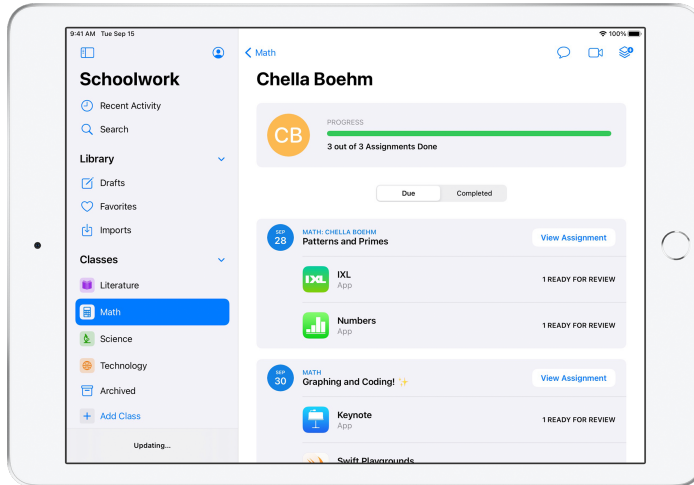 9:41 AM Tue Sep 15
100%
Schoolwork
Recent Activity
Search
Library
Drafts
Favorites
Imports
Classes
Literature
Math
Science
Technology
Archived
Add Class
Updating...
Math
Chella Boehm
CB
PROGRESS
3 out of 3 Assignments Done
Due
Completed
SEP
28
MATH: CHELLA BOEHM
Patterns and Primes
View Assignment
IXL
IXL
App
1 READY FOR REVIEW
Numbers
App
1 READY FOR REVIEW
SEP
30
MATH
Graphing and Coding! ✨
View Assignment
Keynote
App
1 READY FOR REVIEW
Swift Playgrounds